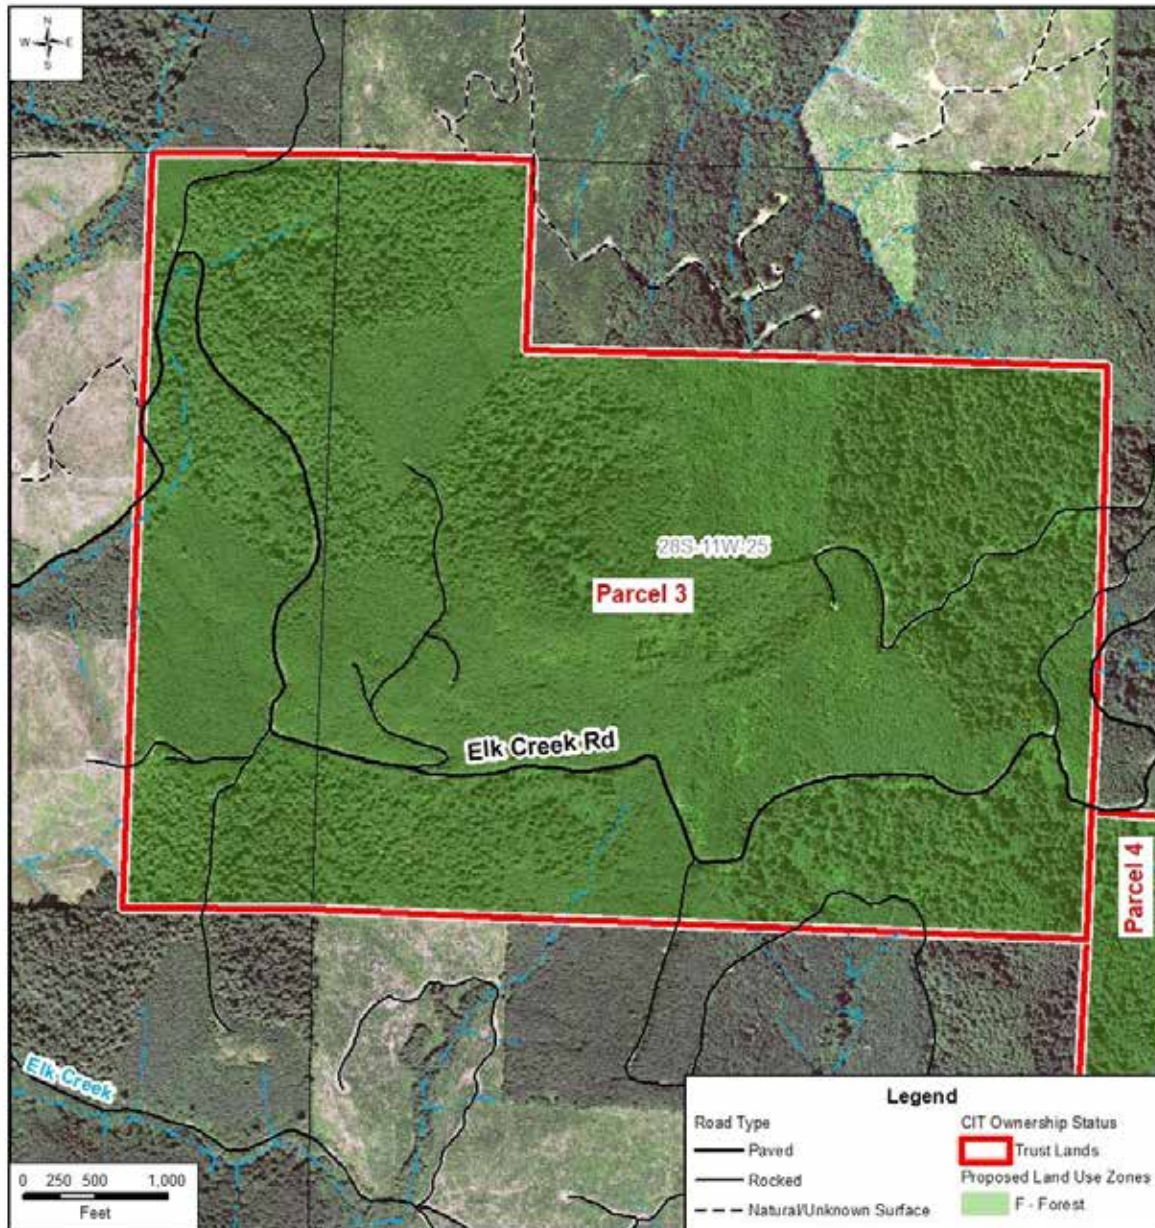 N
W E
S
28S-11W-25
Parcel 3
Elk Creek Rd
Parcel 4
Elk Creek
0 250 500 1,000
Feet
Legend
Road Type
Paved
Rocked
Natural/Unknown Surface
CIT Ownership Status
Trust Lands
Proposed Land Use Zones
F - Forest